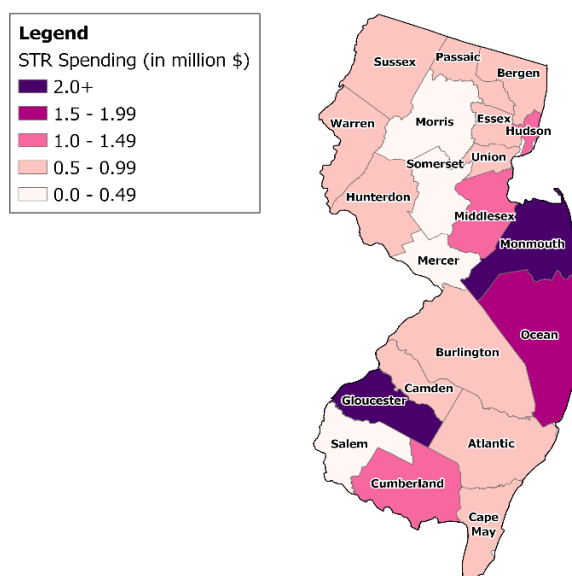 Legend
STR Spending (in million $)
2.0+
1.5 - 1.99
1.0 - 1.49
0.5 - 0.99
0.0 - 0.49
Sussex
Passaic
Bergen
Warren
Morris
Essex
Hudson
Somerset
Union
Hunterdon
Middlesex
Monmouth
Mercer
Ocean
Burlington
Camden
Gloucester
Salem
Atlantic
Cumberland
Cape
May